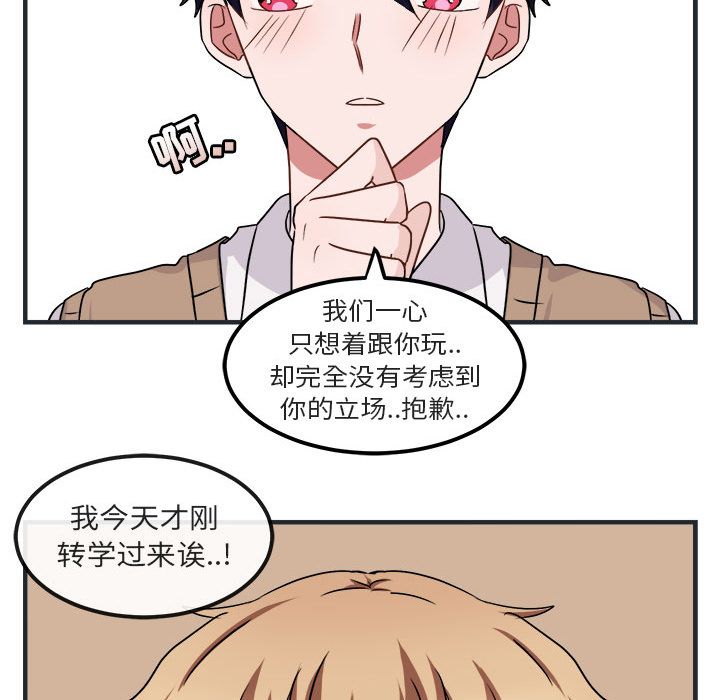 啊..
我们一心
只想着跟你玩..
却完全没有考虑到
你的立场..抱歉..
我今天才刚
转学过来诶..!